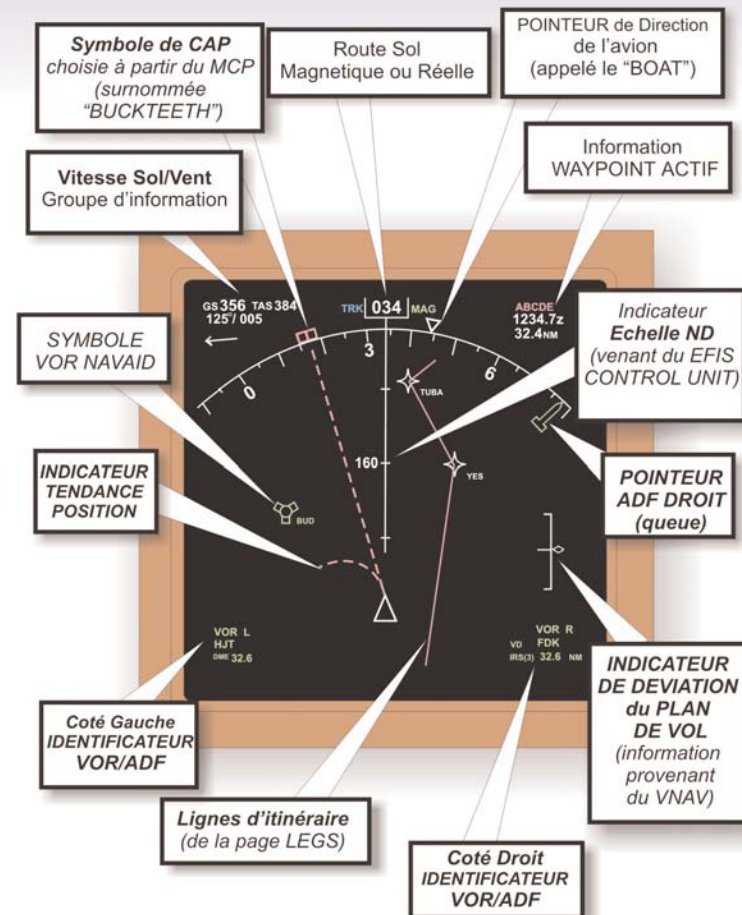 Symbole de CAP
choisie à partir du MCP
(surnommée
“BUCKTEETH”)
Route Sol
Magnetique ou Réelle
POINTEUR de Direction
de l’avion
(appelé le “BOAT”)
Vitesse Sol/Vent
Groupe d’information
Information
WAYPOINT ACTIF
GS 356 TAS 384
125°/ 005
TRK 034 MAG
ABCDE
1234.7z
32.4NM
0
3
6
TUBA
160
YES
BUD
VOR L
HJT
DME 32.6
VOR R
VD FDK
IRS(3) 32.6 NM
SYMBOLE
VOR NAVAID
Indicateur
Echelle ND
(venant du EFIS
CONTROL UNIT)
INDICATEUR
TENDANCE
POSITION
POINTEUR
ADF DROIT
(queue)
Coté Gauche
IDENTIFICATEUR
VOR/ADF
INDICATEUR
DE DEVIATION
du PLAN
DE VOL
(information
provenant
du VNAV)
Lignes d’itinéraire
(de la page LEGS)
Coté Droit
IDENTIFICATEUR
VOR/ADF